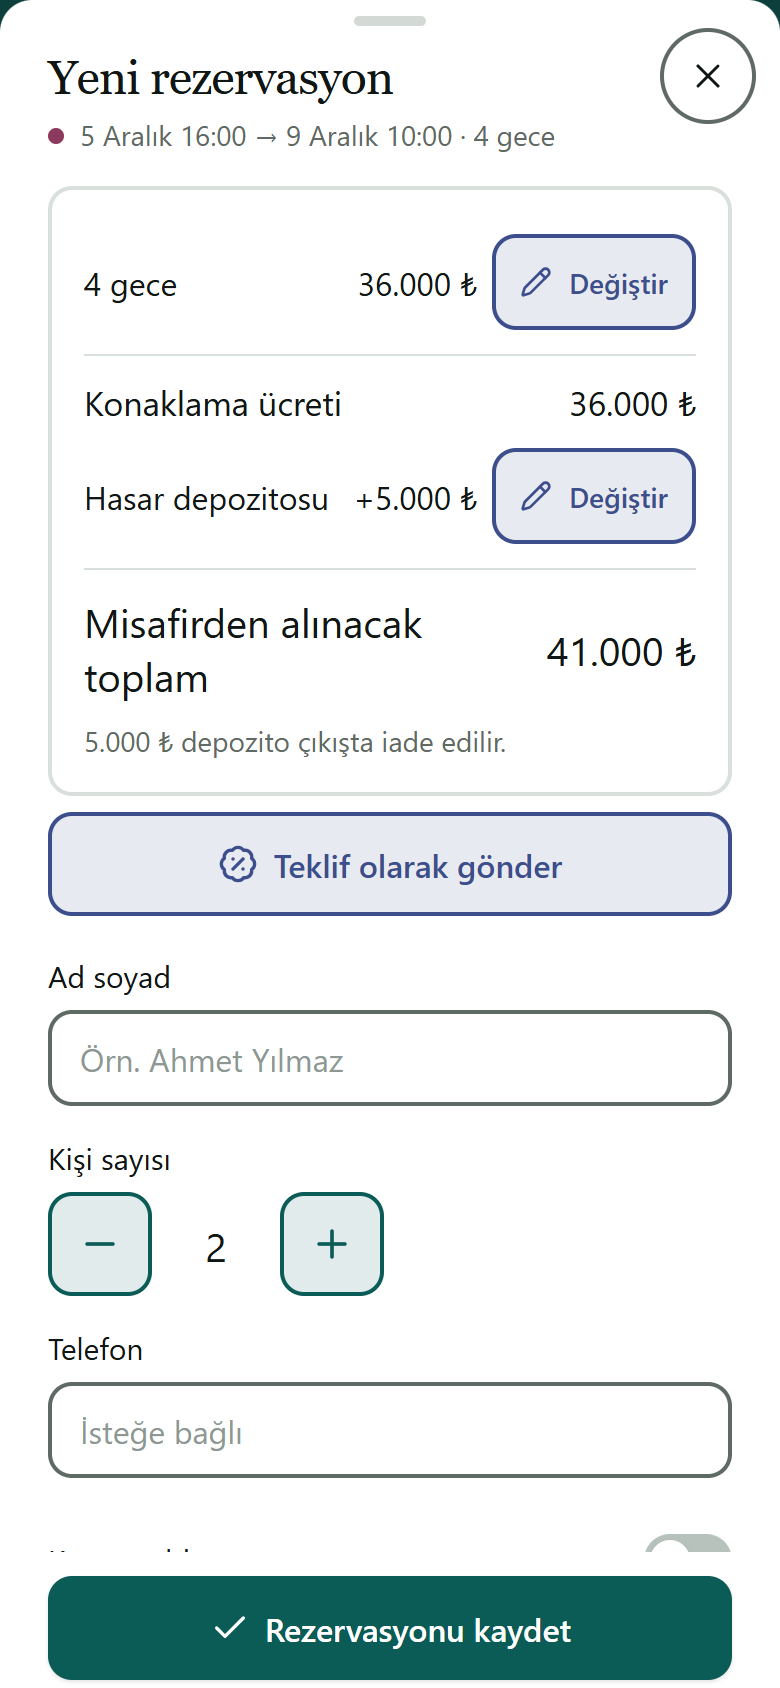 Yeni rezervasyon
5 Aralık 16:00 → 9 Aralık 10:00 · 4 gece
4 gece 36.000 ₺ Değiştir
Konaklama ücreti 36.000 ₺
Hasar depozitosu +5.000 ₺ Değiştir
Misafirden alınacak
toplam 41.000 ₺
5.000 ₺ depozito çıkışta iade edilir.
Teklif olarak gönder
Ad soyad
Örn. Ahmet Yılmaz
Kişi sayısı
2
Telefon
İsteğe bağlı
Rezervasyonu kaydet